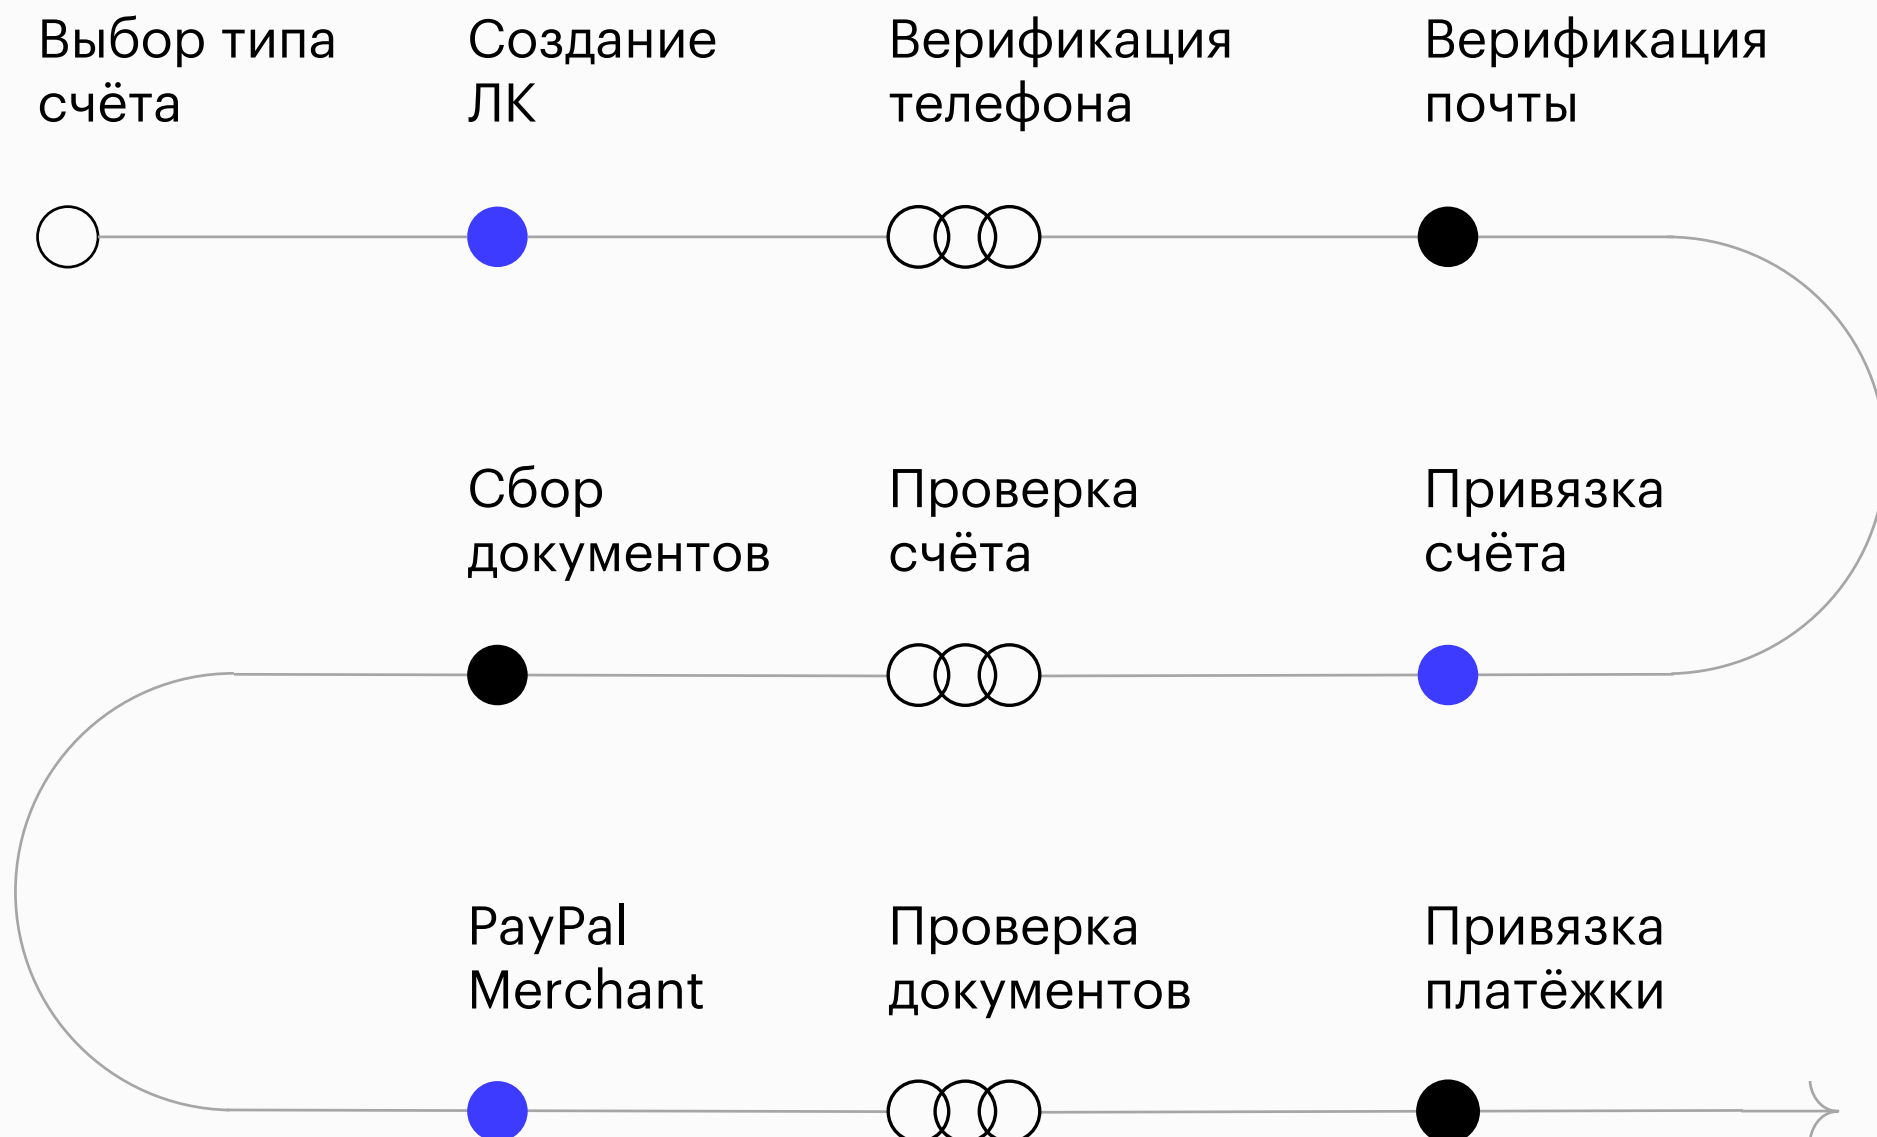 Выбор типа
счёта
Создание
ЛК
Верификация
телефона
Верификация
почты
Сбор
документов
Проверка
счёта
Привязка
счёта
PayPal
Merchant
Проверка
документов
Привязка
платёжки